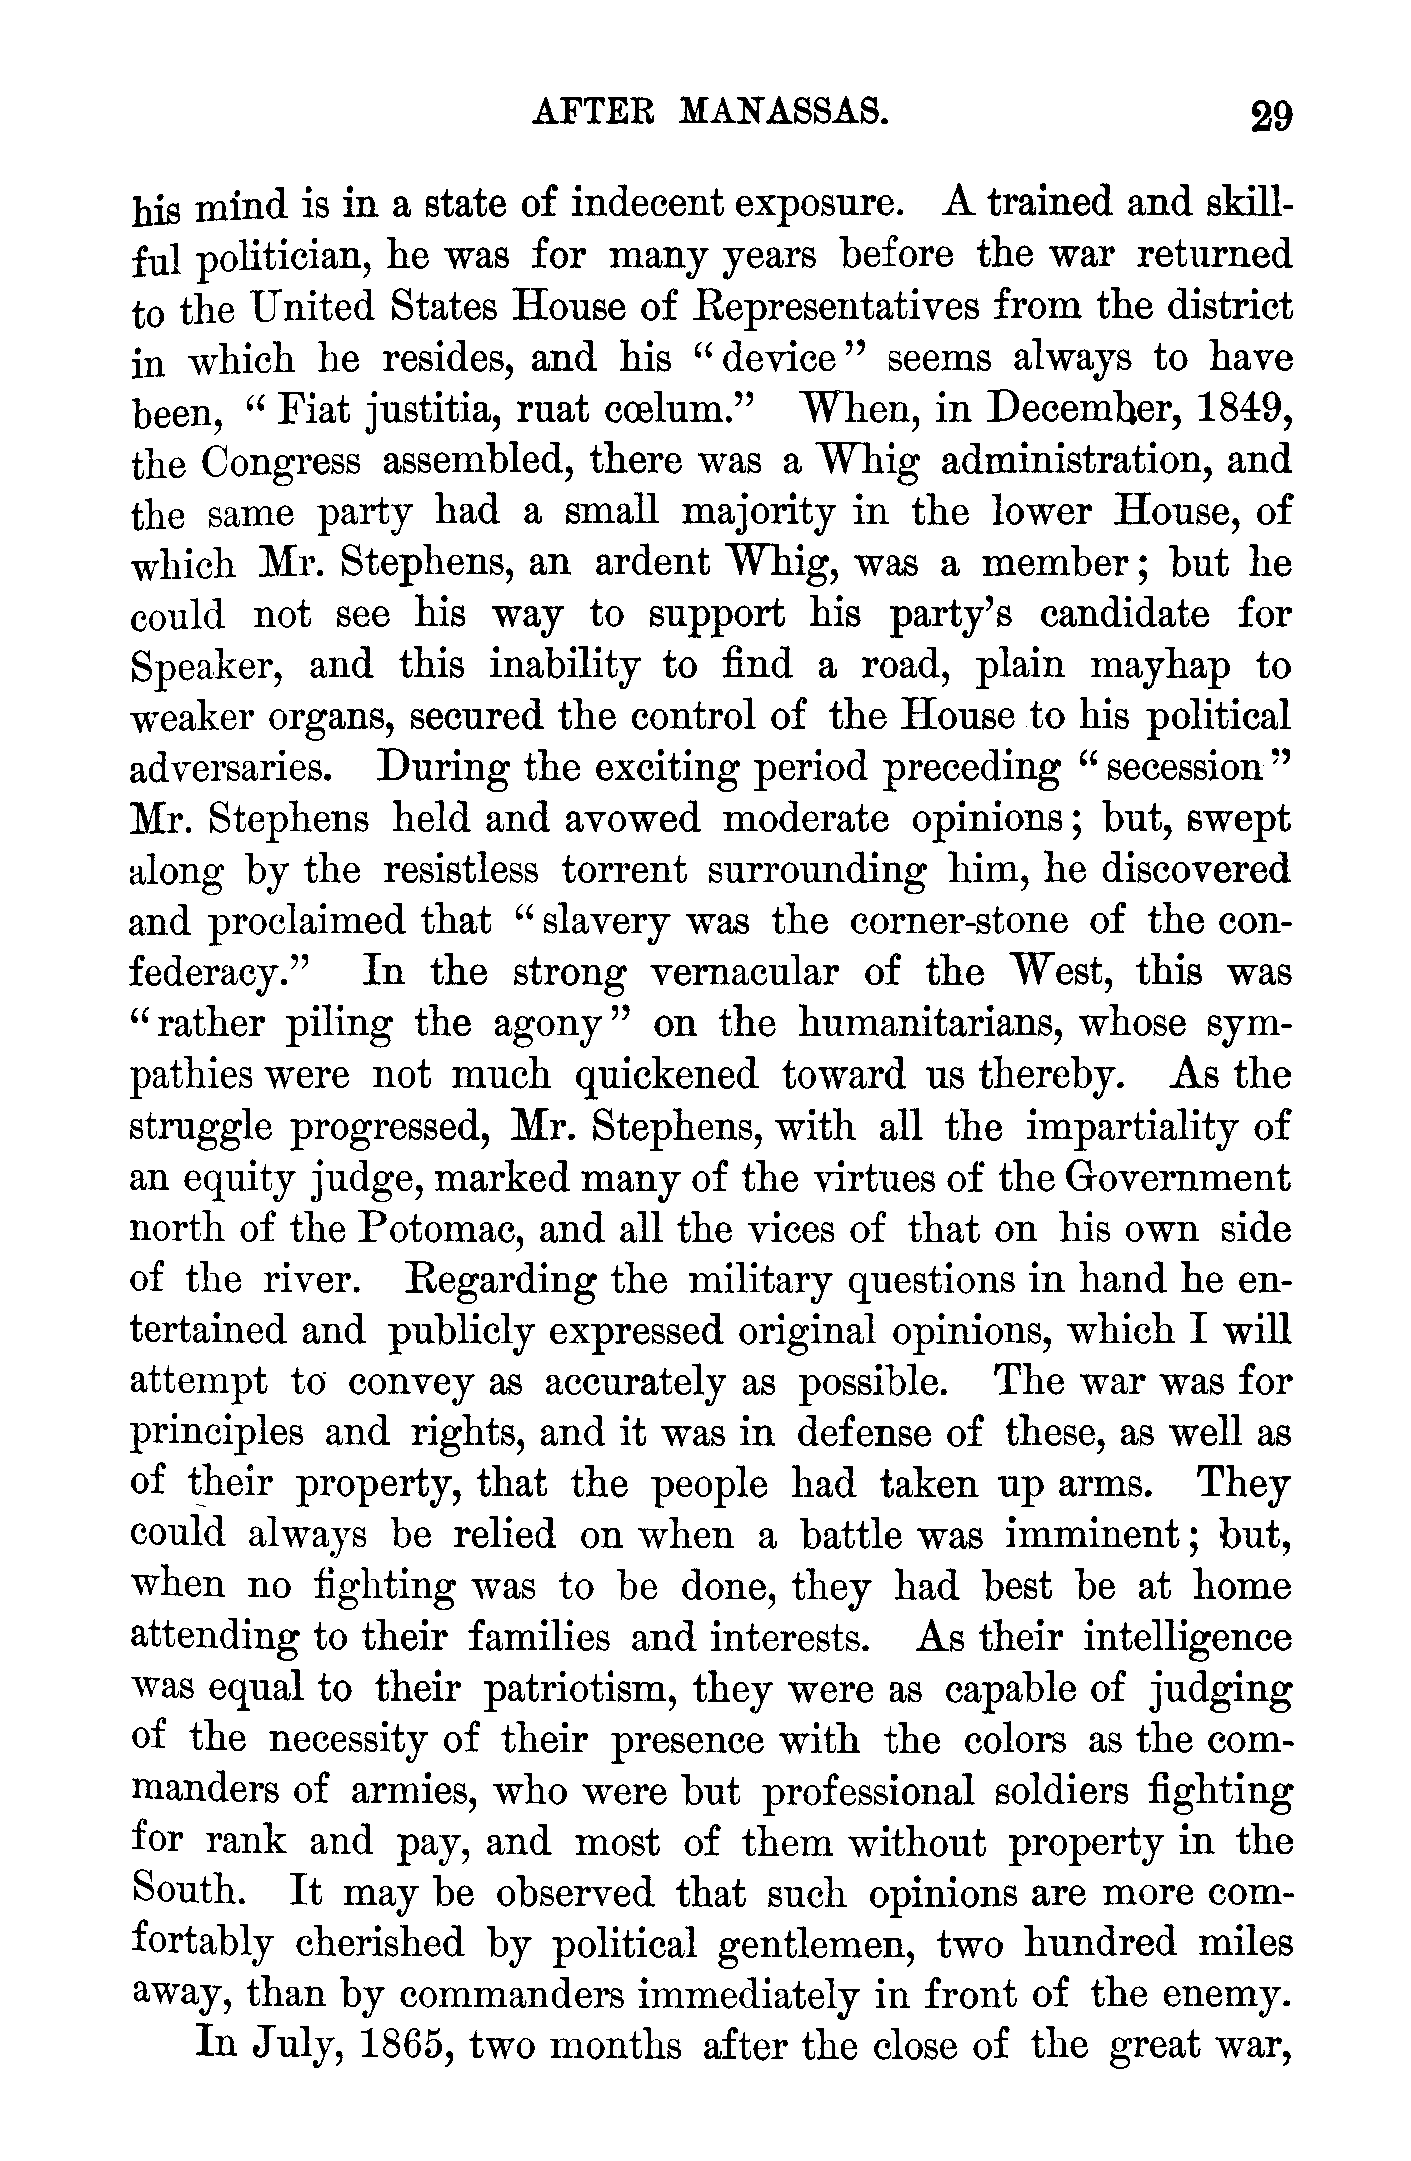 AFTER MANASSAS. 29
his mind is in a state of indecent exposure. A trained and skill-
ful politician, he was for many years before the war returned
to the United States House of Representatives from the district
in which he resides, and his “device” seems always to have
been, “Fiat justitia, ruat cœlum.” When, in December, 1849,
the Congress assembled, there was a Whig administration, and
the same party had a small majority in the lower House, of
which Mr. Stephens, an ardent Whig, was a member; but he
could not see his way to support his party’s candidate for
Speaker, and this inability to find a road, plain mayhap to
weaker organs, secured the control of the House to his political
adversaries. During the exciting period preceding “secession”
Mr. Stephens held and avowed moderate opinions; but, swept
along by the resistless torrent surrounding him, he discovered
and proclaimed that “slavery was the corner-stone of the con-
federacy.” In the strong vernacular of the West, this was
“rather piling the agony” on the humanitarians, whose sym-
pathies were not much quickened toward us thereby. As the
struggle progressed, Mr. Stephens, with all the impartiality of
an equity judge, marked many of the virtues of the Government
north of the Potomac, and all the vices of that on his own side
of the river. Regarding the military questions in hand he en-
tertained and publicly expressed original opinions, which I will
attempt to convey as accurately as possible. The war was for
principles and rights, and it was in defense of these, as well as
of their property, that the people had taken up arms. They
could always be relied on when a battle was imminent; but,
when no fighting was to be done, they had best be at home
attending to their families and interests. As their intelligence
was equal to their patriotism, they were as capable of judging
of the necessity of their presence with the colors as the com-
manders of armies, who were but professional soldiers fighting
for rank and pay, and most of them without property in the
South. It may be observed that such opinions are more com-
fortably cherished by political gentlemen, two hundred miles
away, than by commanders immediately in front of the enemy.
In July, 1865, two months after the close of the great war,